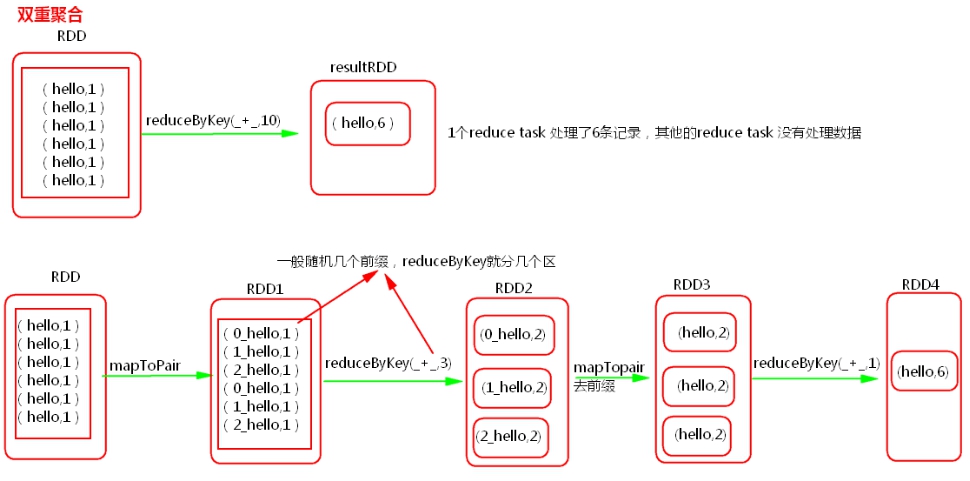 双重聚合
RDD
( hello,1 )
( hello,1 )
( hello,1 )
( hello,1 )
( hello,1 )
( hello,1 )
reduceByKey(_+_,10)
resultRDD
( hello,6 )
1个reduce task 处理了6条记录，其他的reduce task 没有处理数据
一般随机几个前缀，reduceByKey就分几个区
RDD
( hello,1 )
( hello,1 )
( hello,1 )
( hello,1 )
( hello,1 )
( hello,1 )
mapToPair
RDD1
( 0_hello,1 )
( 1_hello,1 )
( 2_hello,1 )
( 0_hello,1 )
( 1_hello,1 )
( 2_hello,1 )
reduceByKey(_+_,3)
RDD2
(0_hello,2)
(1_hello,2)
(2_hello,2)
mapTopair
去前缀
RDD3
(hello,2)
(hello,2)
(hello,2)
reduceByKey(_+_,1)
RDD4
(hello,6)